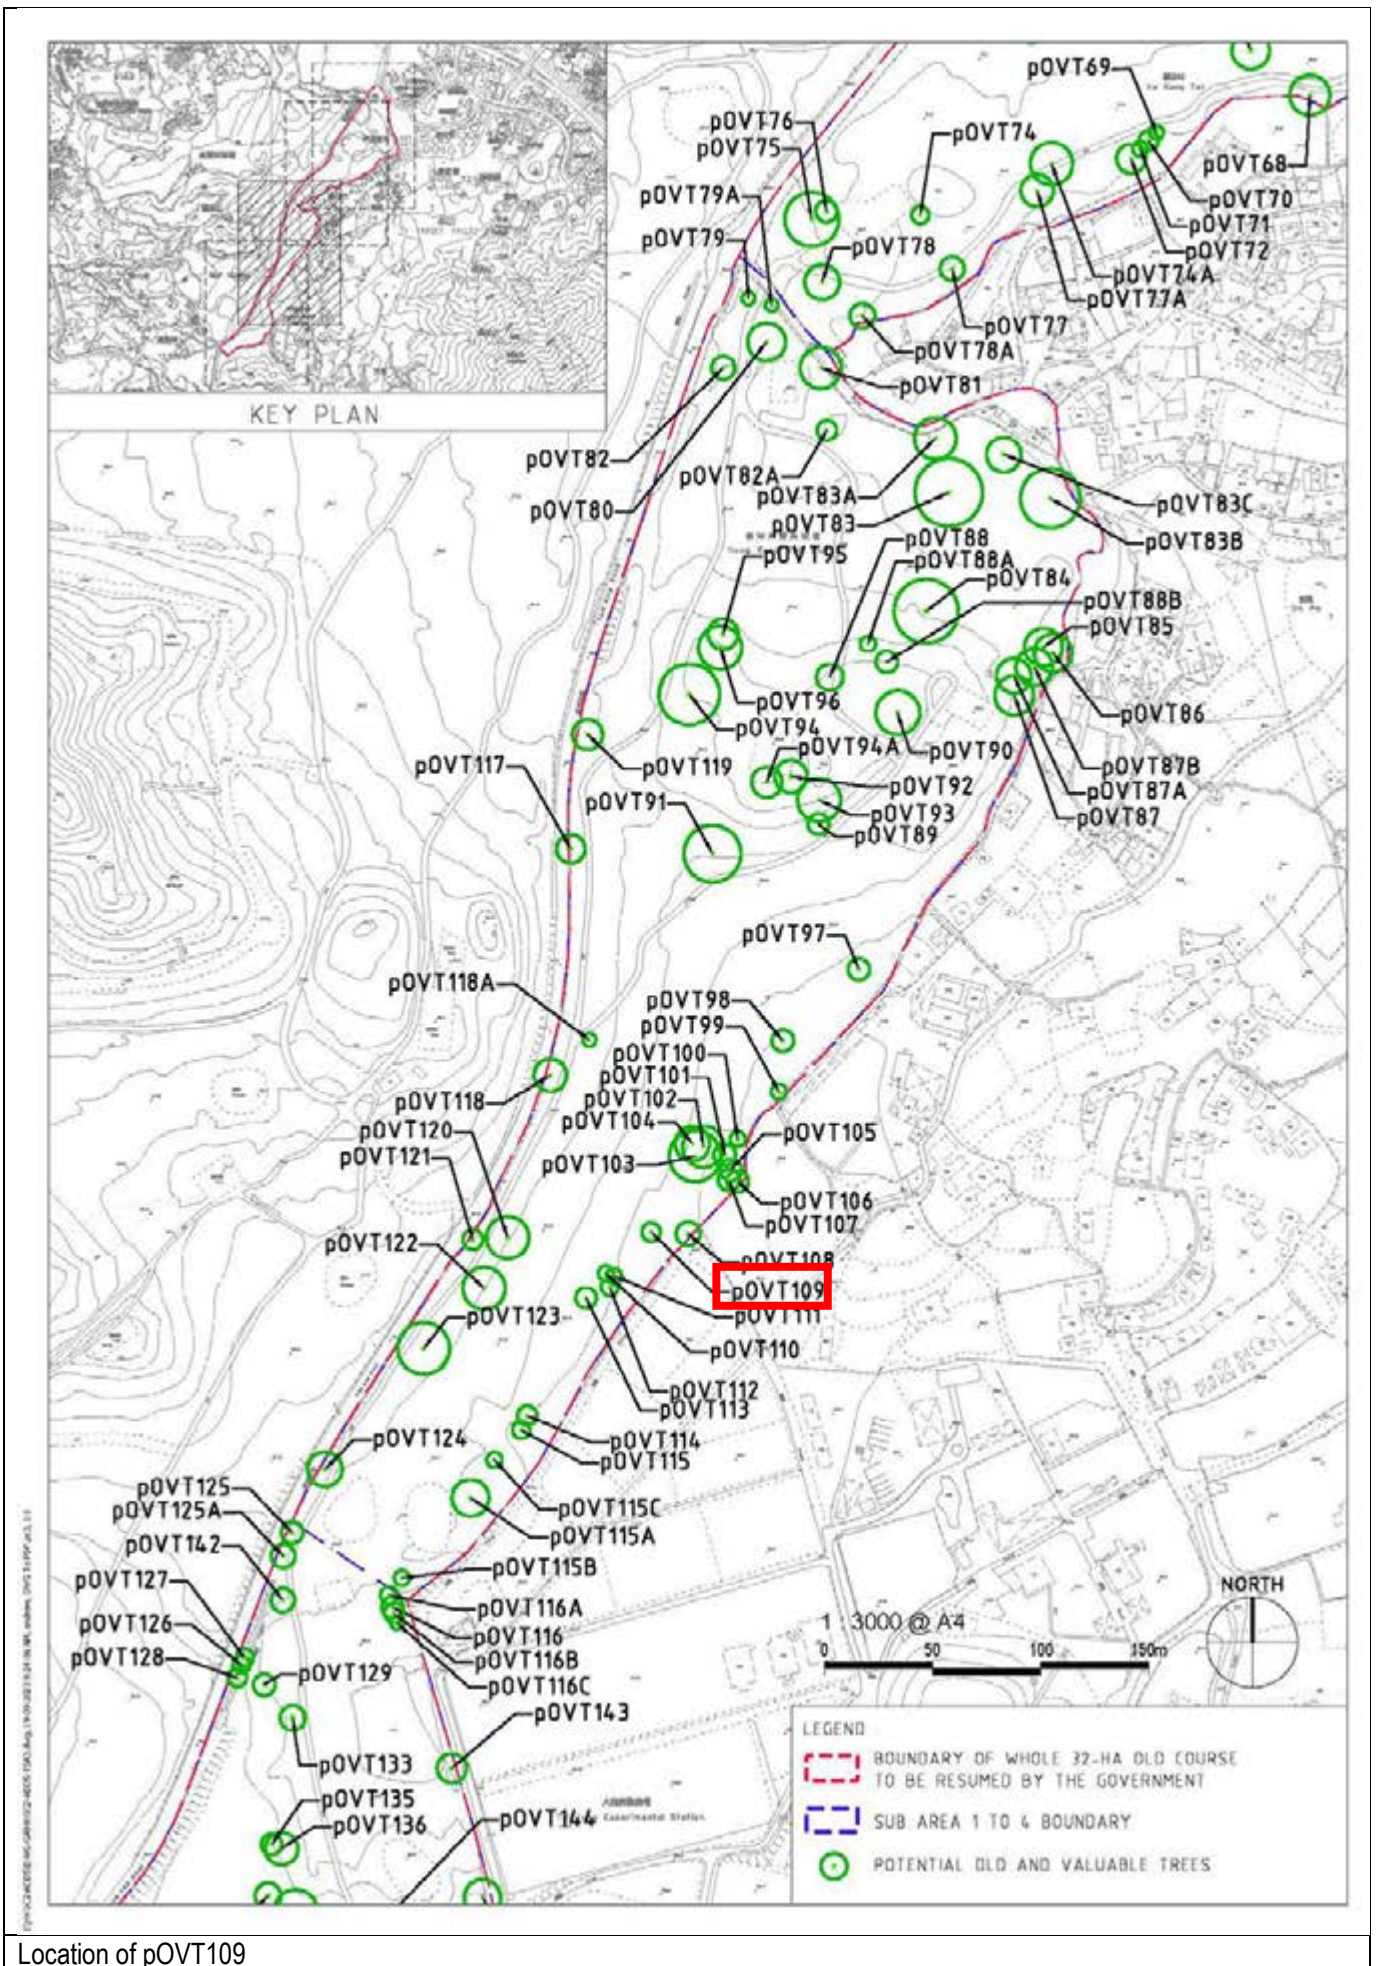 KEY PLAN
pOVT69
pOVT76
pOVT75
pOVT74
pOVT68
pOVT79A
pOVT70
pOVT71
pOVT79
pOVT78
pOVT72
pOVT74A
pOVT77A
pOVT77
pOVT78A
pOVT81
pOVT82
pOVT82A
pOVT83A
pOVT83C
pOVT80
pOVT83
pOVT83B
pOVT88
pOVT95
pOVT88A
pOVT84
pOVT88B
pOVT85
pOVT96
pOVT86
pOVT94
pOVT94A
pOVT90
pOVT117
pOVT119
pOVT87B
pOVT92
pOVT87A
pOVT91
pOVT93
pOVT87
pOVT89
pOVT97
pOVT118A
pOVT98
pOVT99
pOVT100
pOVT101
pOVT118
pOVT102
pOVT104
pOVT120
pOVT105
pOVT121
pOVT103
pOVT106
pOVT107
pOVT122
pOVT108
pOVT109
pOVT123
pOVT111
pOVT110
pOVT112
pOVT113
pOVT124
pOVT114
pOVT115
pOVT125
pOVT125A
pOVT115C
pOVT115A
pOVT142
pOVT115B
pOVT127
pOVT116A
pOVT126
pOVT116
pOVT128
pOVT129
pOVT116B
pOVT116C
pOVT143
pOVT133
pOVT135
pOVT136
pOVT144
Experimental Station
NORTH
1 : 3000 @ A4
0 50 100 150m
LEGEND
BOUNDARY OF WHOLE 32-HA OLD COURSE
TO BE RESUMED BY THE GOVERNMENT
SUB AREA 1 TO 4 BOUNDARY
POTENTIAL OLD AND VALUABLE TREES
Location of pOVT109